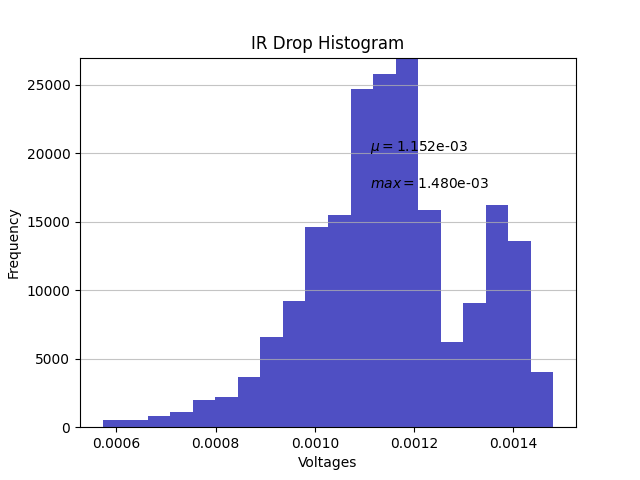 IR Drop Histogram
25000
20000
15000
10000
5000
0
Frequency
μ = 1.152e-03
max = 1.480e-03
0.0006 0.0008 0.0010 0.0012 0.0014
Voltages